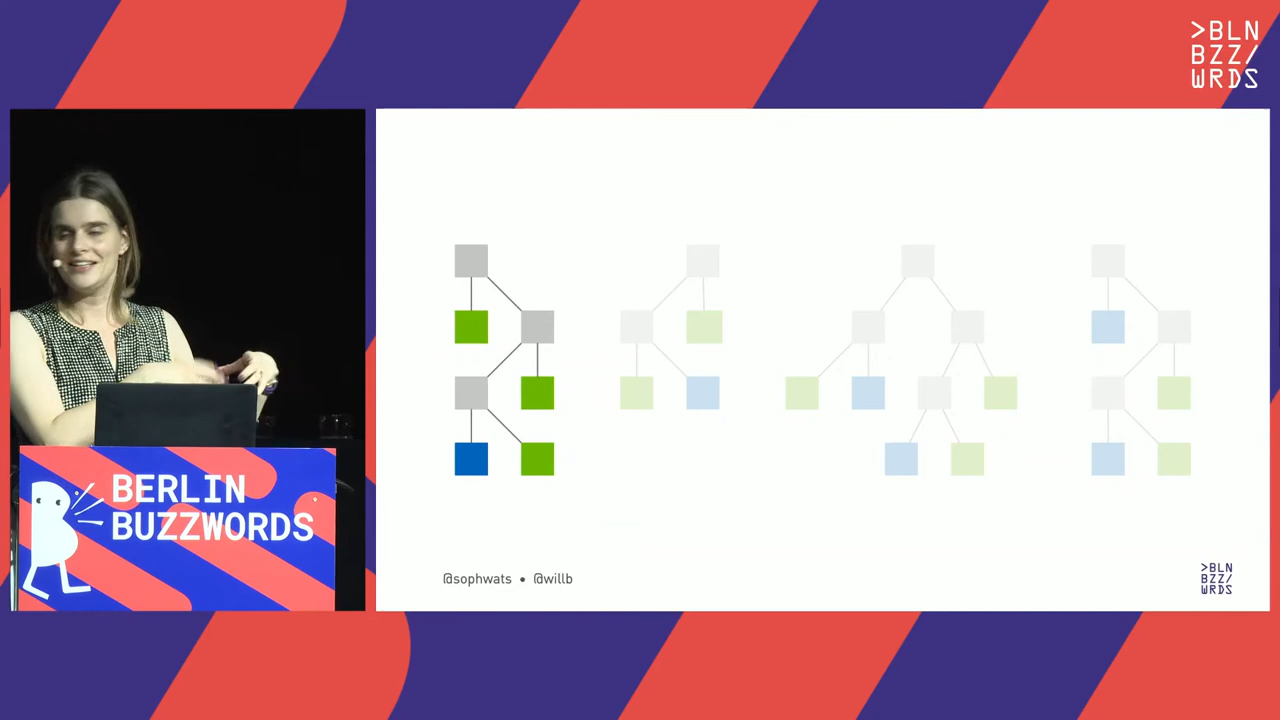 >BLN
BZZ/
WRDS
BERLIN
BUZZWORDS
@sophwats • @willb
>BLN
BZZ/
WRDS